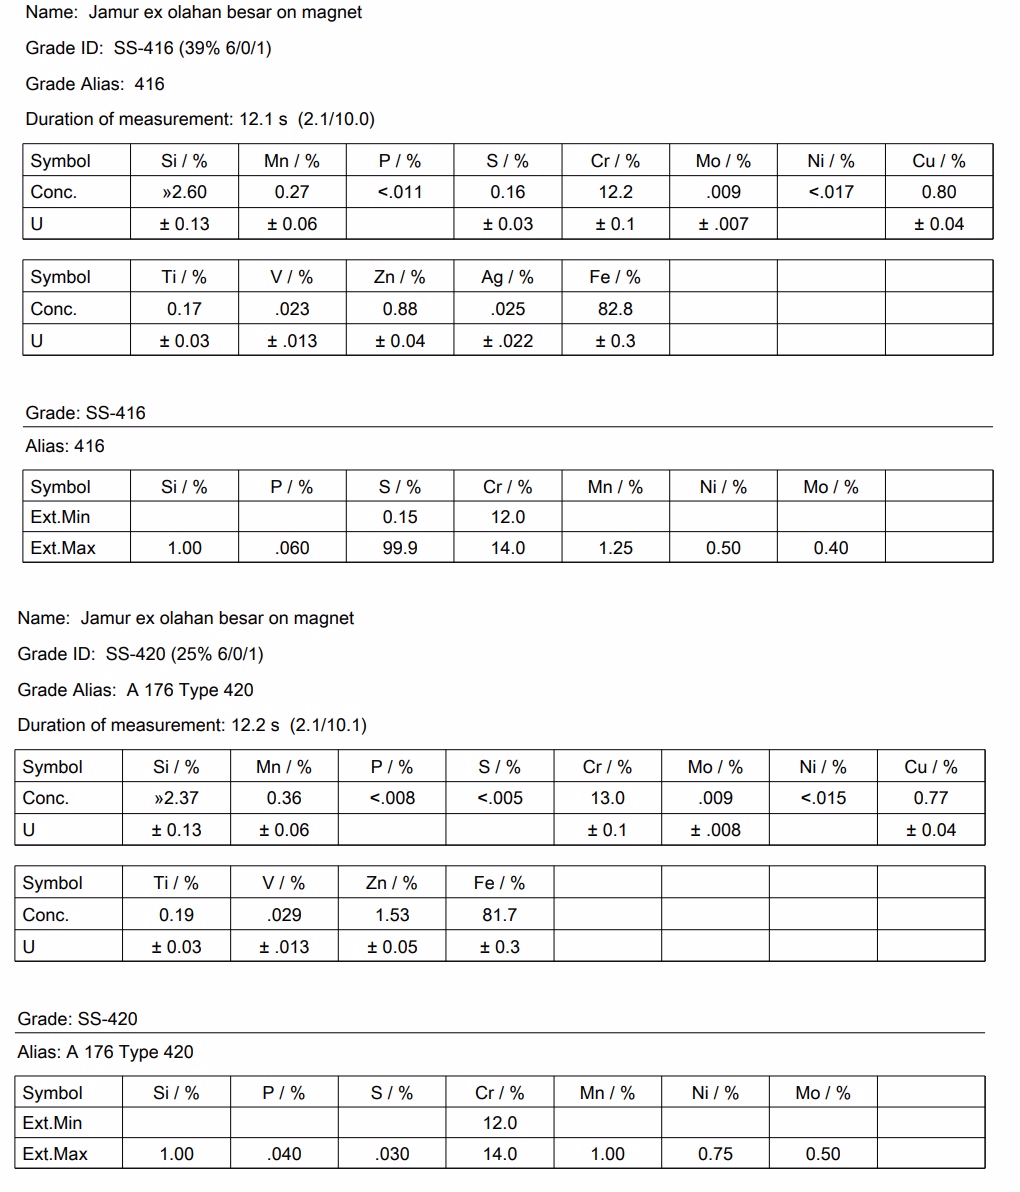 Name: Jamur ex olahan besar on magnet
Grade ID: SS-416 (39% 6/0/1)
Grade Alias: 416
Duration of measurement: 12.1 s (2.1/10.0)
Symbol Si / % Mn / % P / % S / % Cr / % Mo / % Ni / % Cu / %
Conc. »2.60 0.27 <.011 0.16 12.2 .009 <.017 0.80
U ± 0.13 ± 0.06 ± 0.03 ± 0.1 ± .007 ± 0.04
Symbol Ti / % V / % Zn / % Ag / % Fe / %
Conc. 0.17 .023 0.88 .025 82.8
U ± 0.03 ± .013 ± 0.04 ± .022 ± 0.3
Grade: SS-416
Alias: 416
Symbol Si / % P / % S / % Cr / % Mn / % Ni / % Mo / %
Ext.Min 0.15 12.0
Ext.Max 1.00 .060 99.9 14.0 1.25 0.50 0.40
Name: Jamur ex olahan besar on magnet
Grade ID: SS-420 (25% 6/0/1)
Grade Alias: A 176 Type 420
Duration of measurement: 12.2 s (2.1/10.1)
Symbol Si / % Mn / % P / % S / % Cr / % Mo / % Ni / % Cu / %
Conc. »2.37 0.36 <.008 <.005 13.0 .009 <.015 0.77
U ± 0.13 ± 0.06 ± 0.1 ± .008 ± 0.04
Symbol Ti / % V / % Zn / % Fe / %
Conc. 0.19 .029 1.53 81.7
U ± 0.03 ± .013 ± 0.05 ± 0.3
Grade: SS-420
Alias: A 176 Type 420
Symbol Si / % P / % S / % Cr / % Mn / % Ni / % Mo / %
Ext.Min 12.0
Ext.Max 1.00 .040 .030 14.0 1.00 0.75 0.50